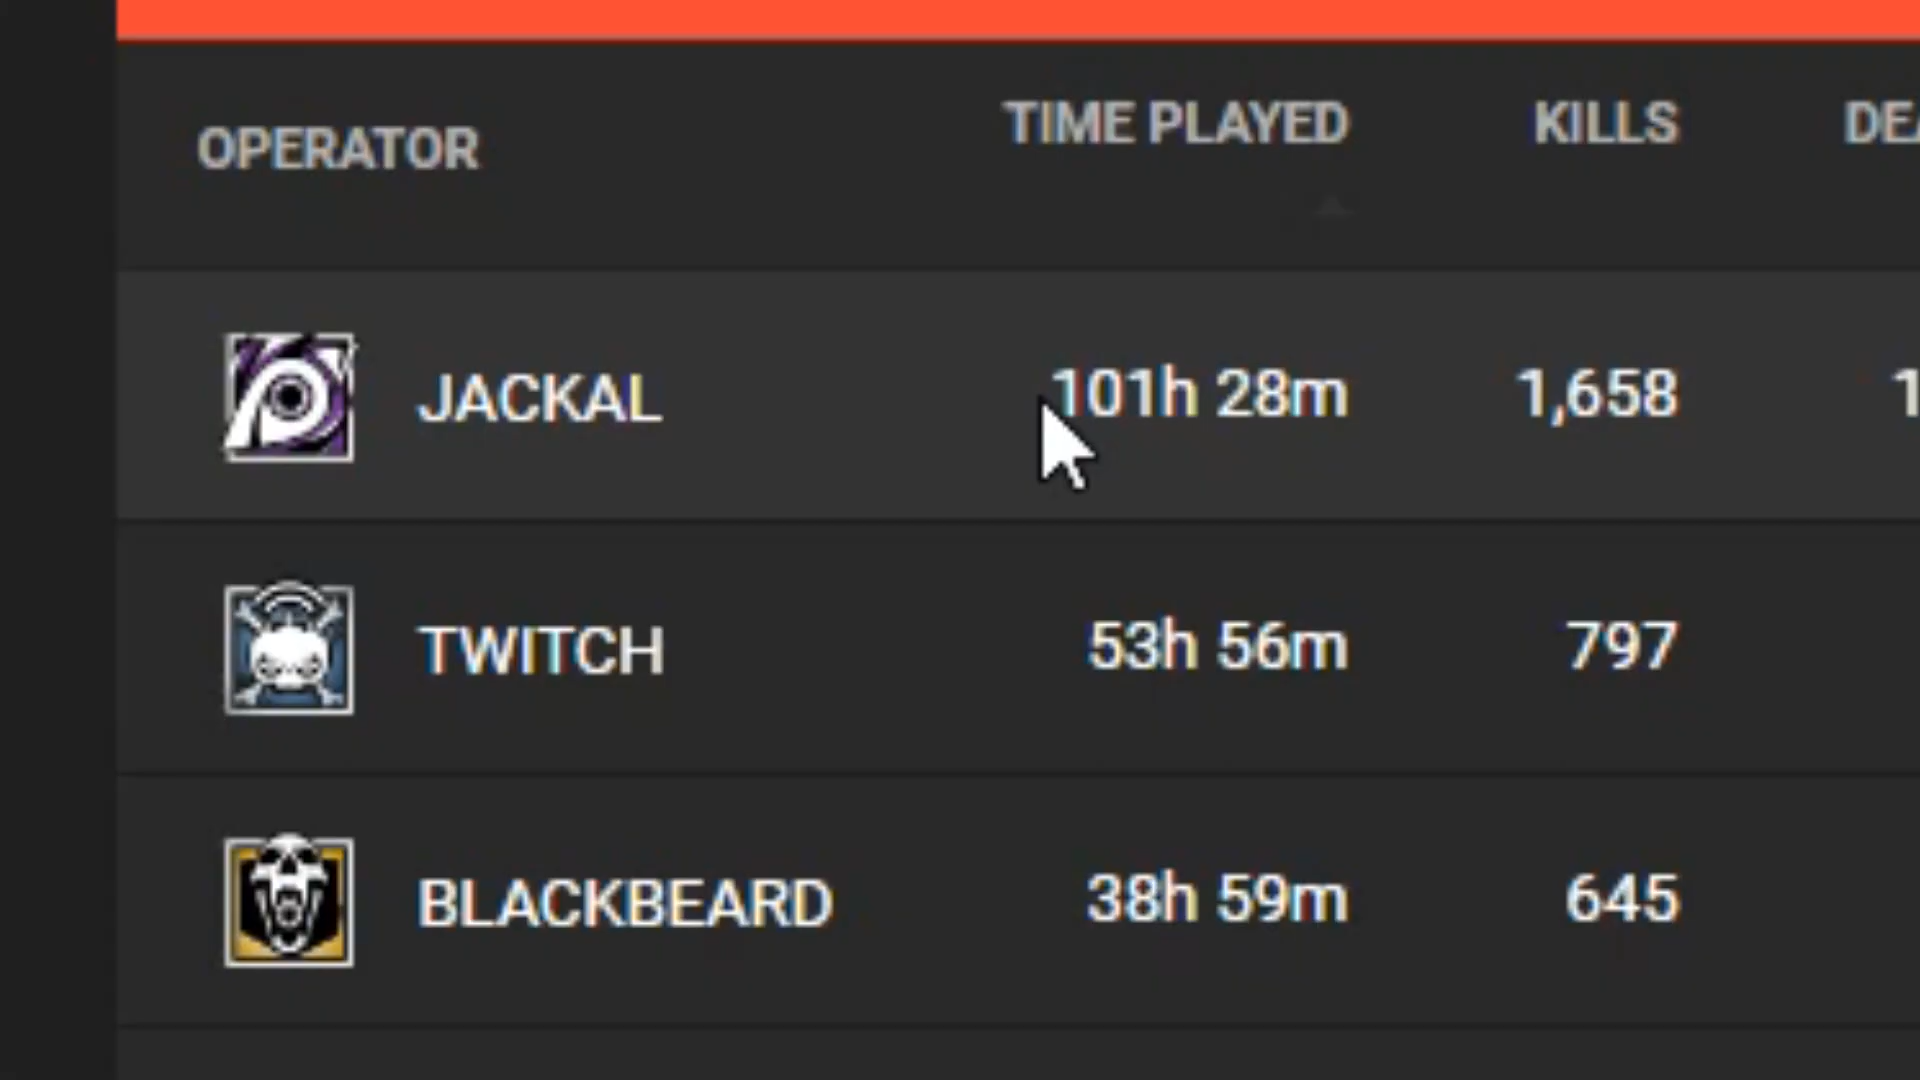 OPERATOR TIME PLAYED KILLS
JACKAL 101h 28m 1,658
TWITCH 53h 56m 797
BLACKBEARD 38h 59m 645